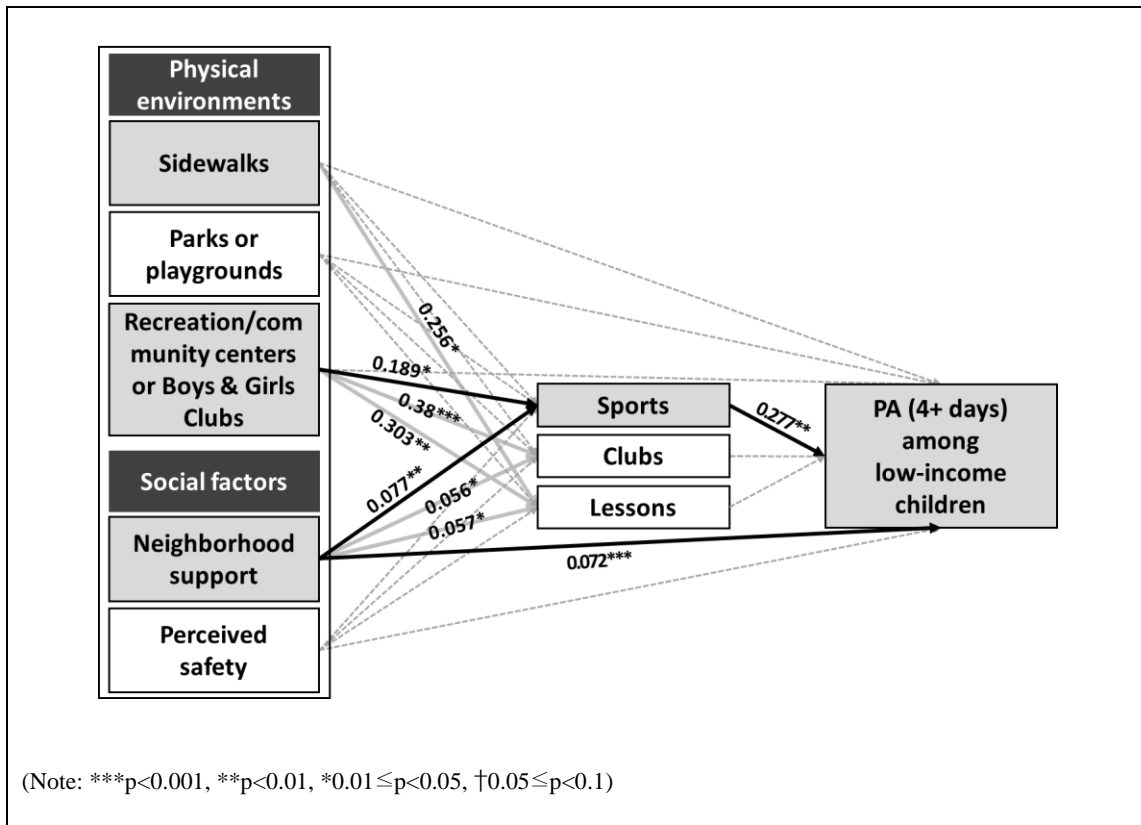 Physical
environments
Sidewalks
Parks or
playgrounds
Recreation/com
munity centers
or Boys & Girls
Clubs
Social factors
Neighborhood
support
Perceived
safety
0.256*
0.189*
0.38***
0.303**
0.077**
0.056*
0.057*
0.072***
Sports
Clubs
Lessons
0.277**
PA (4+ days)
among
low-income
children
(Note: ***p<0.001, **p<0.01, *0.01≦p<0.05, †0.05≦p<0.1)